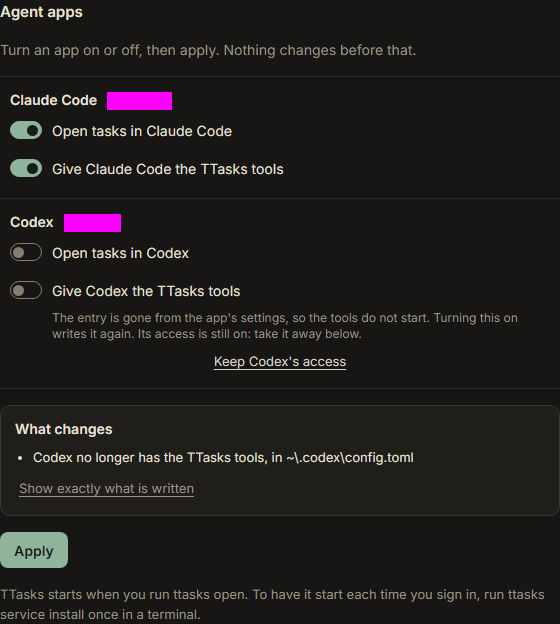 Agent apps
Turn an app on or off, then apply. Nothing changes before that.
Claude Code
Open tasks in Claude Code
Give Claude Code the TTasks tools
Codex
Open tasks in Codex
Give Codex the TTasks tools
The entry is gone from the app's settings, so the tools do not start. Turning this on
writes it again. Its access is still on: take it away below.
Keep Codex's access
What changes
• Codex no longer has the TTasks tools, in ~\.codex\config.toml
Show exactly what is written
Apply
TTasks starts when you run ttasks open. To have it start each time you sign in, run ttasks
service install once in a terminal.